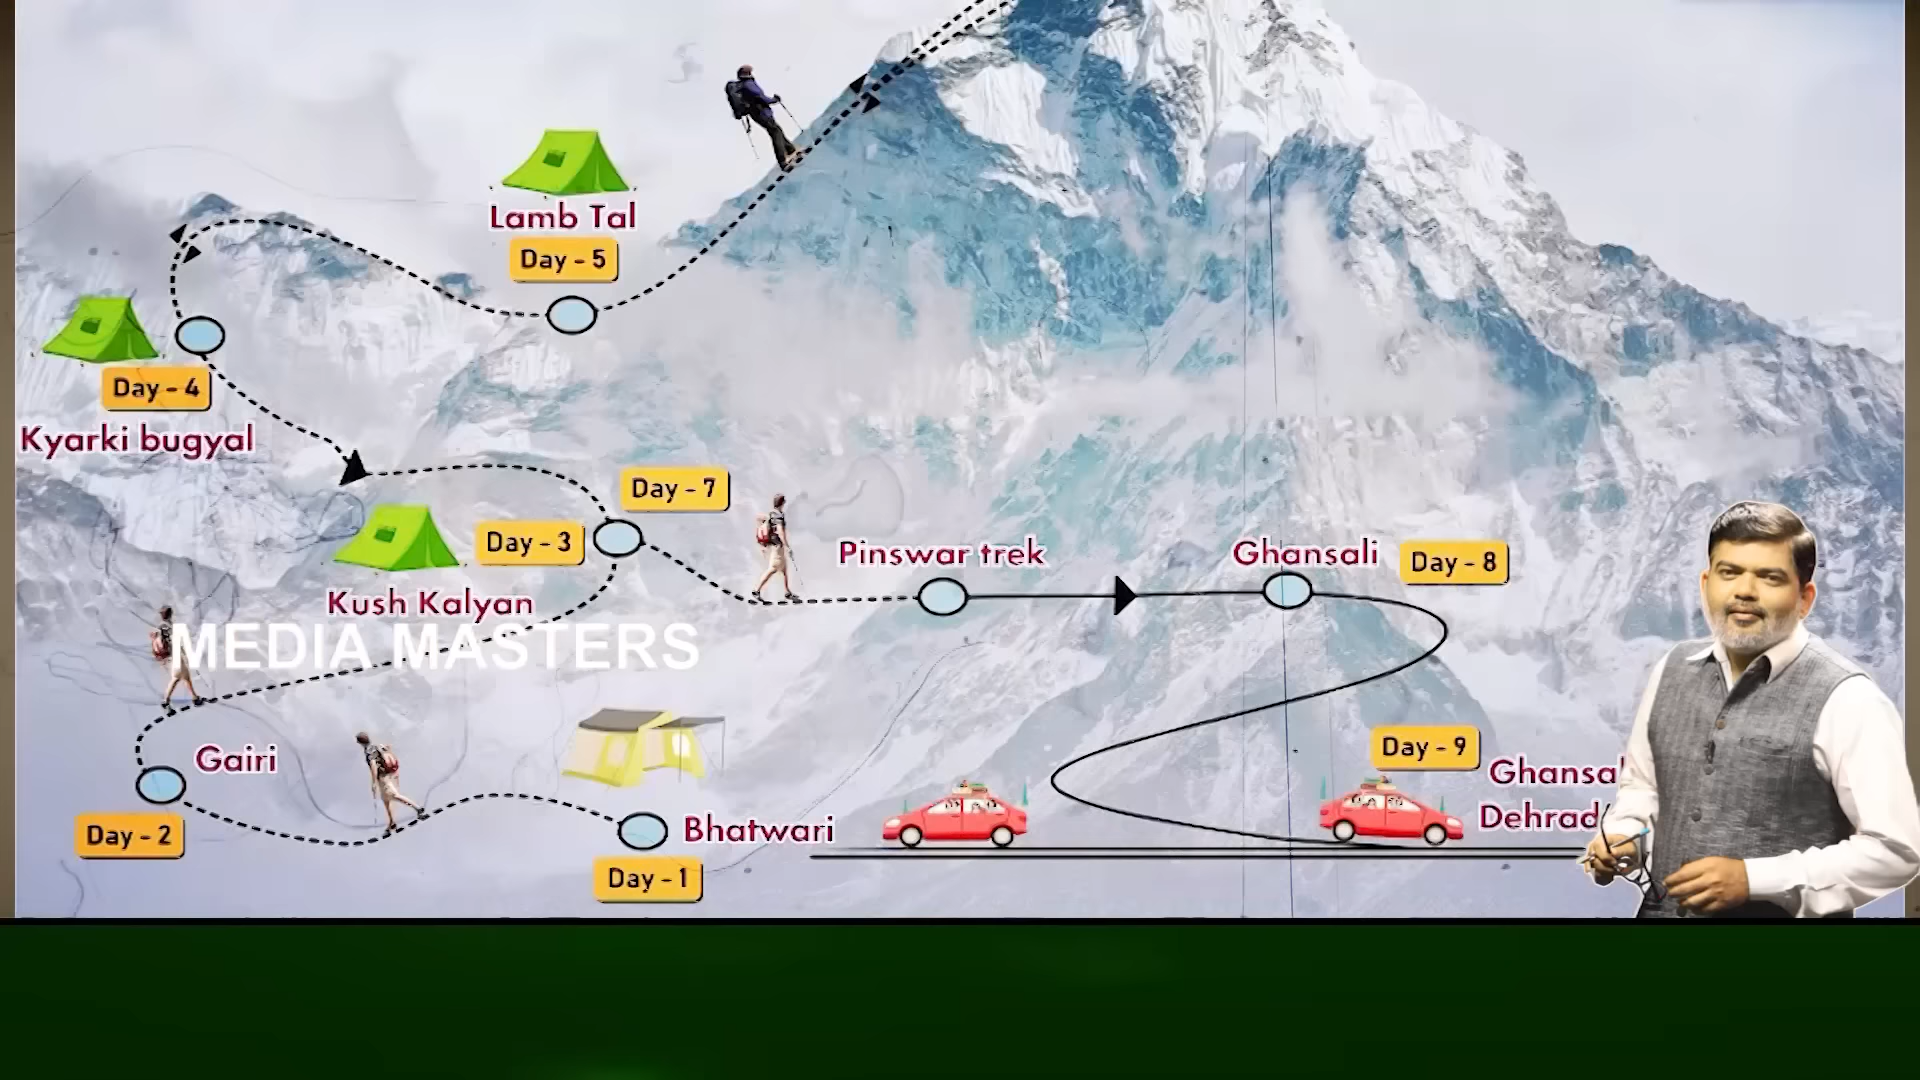 Lamb Tal
Day - 5
Day - 4
Kyarki bugyal
Day - 7
Day - 3
Kush Kalyan
Pinswar trek
Ghansali
Day - 8
MEDIA MASTERS
Gairi
Day - 2
Bhatwari
Day - 1
Day - 9